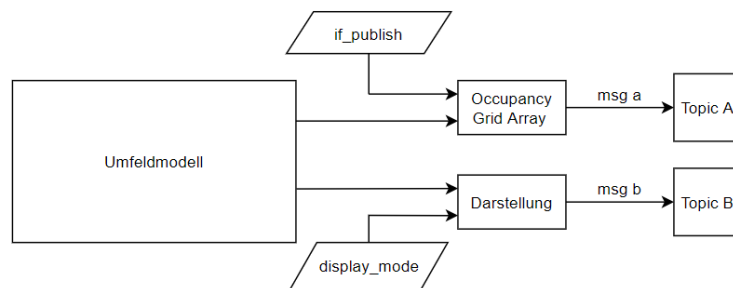 if_publish
Occupancy
Grid Array
msg a
Topic A
Umfeldmodell
Darstellung
msg b
Topic B
display_mode